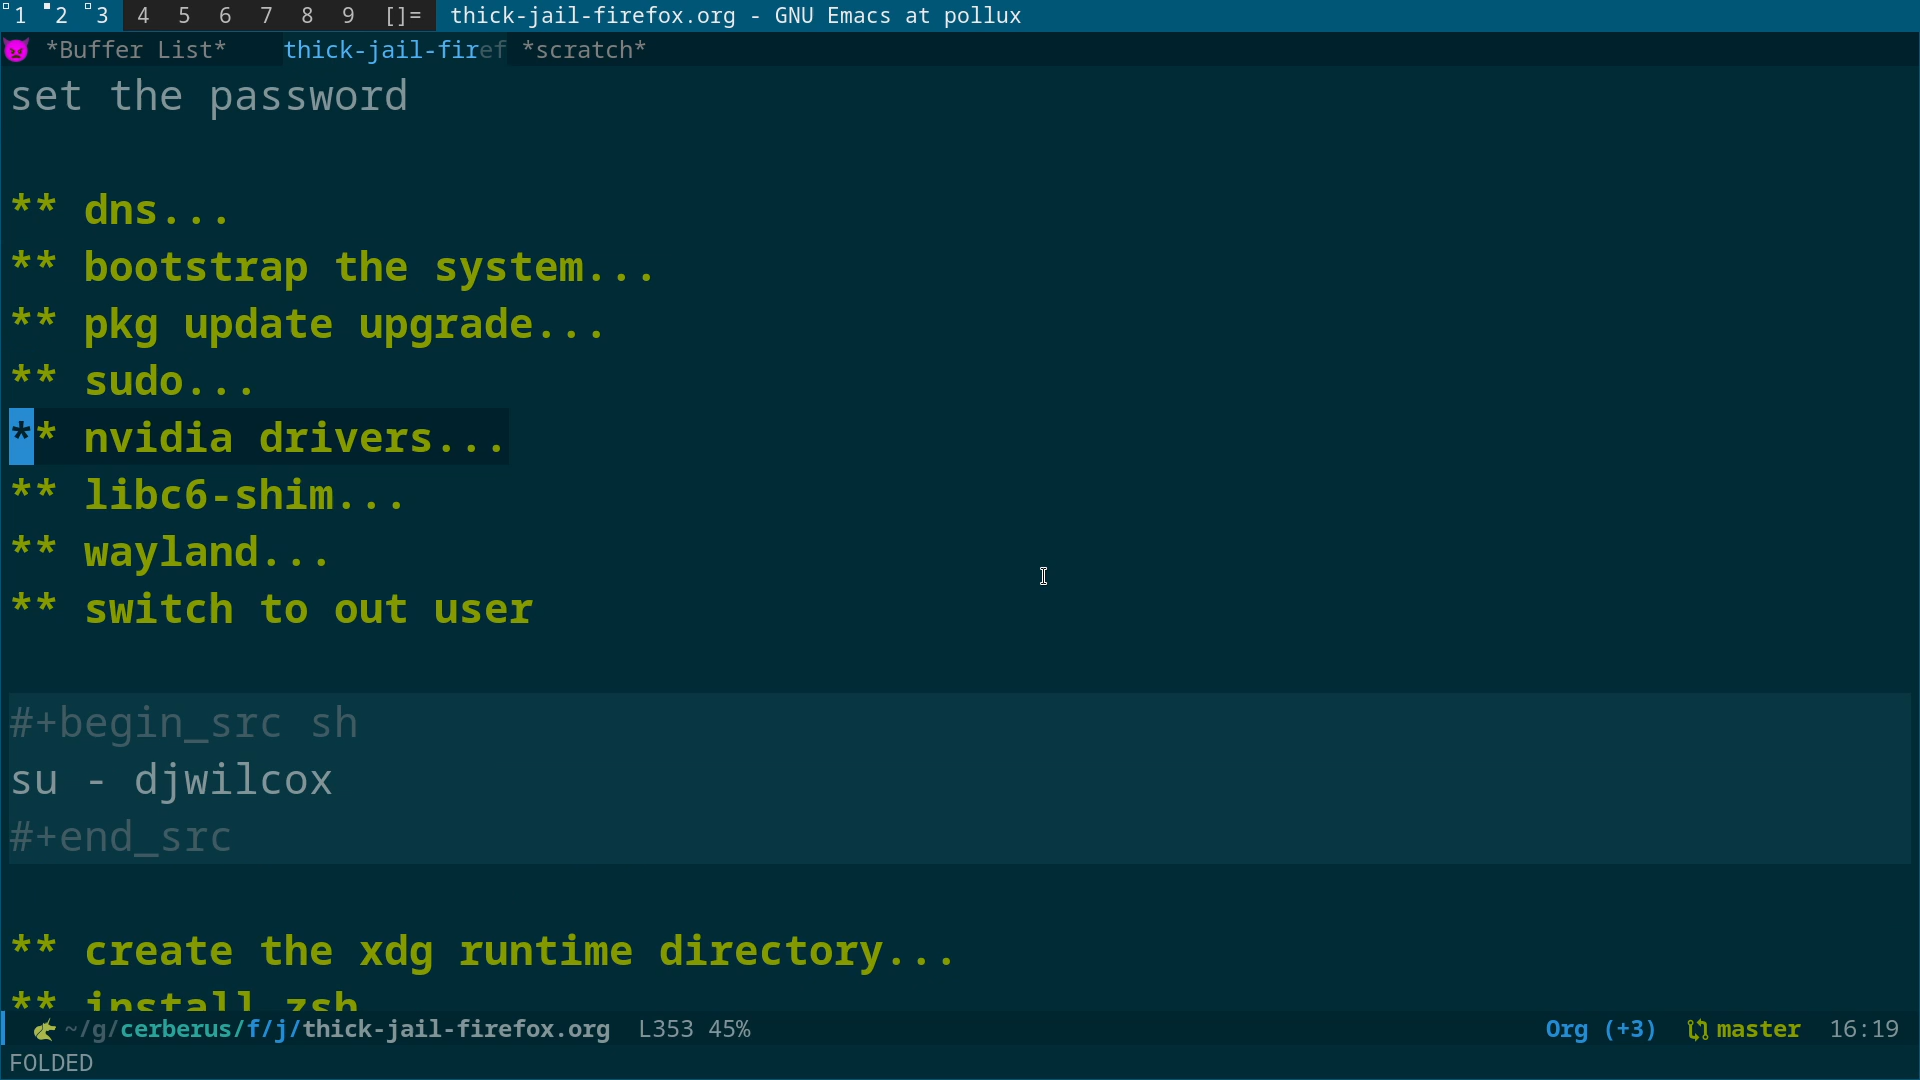 1 2 3 4 5 6 7 8 9 []= thick-jail-firefox.org - GNU Emacs at pollux
*Buffer List* thick-jail-firef *scratch*
set the password
** dns...
** bootstrap the system...
** pkg update upgrade...
** sudo...
** nvidia drivers...
** libc6-shim...
** wayland...
** switch to out user
#+begin_src sh
su - djwilcox
#+end_src
** create the xdg runtime directory...
** install zsh
~/g/cerberus/f/j/thick-jail-firefox.org L353 45% Org (+3) master 16:19
FOLDED